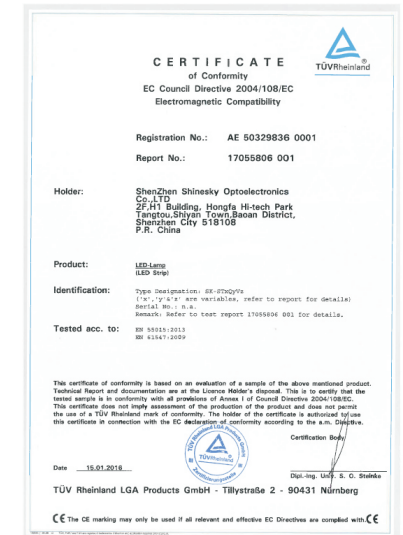 CERTIFICATE
of Conformity
EC Council Directive 2004/108/EC
Electromagnetic Compatibility
TÜVRheinland
Registration No.: AE 50329836 0001
Report No.: 17055806 001
Holder: ShenZhen Shinesky Optoelectronics
Co.,LTD
2F,H1 Building, Hongfa Hi-tech Park
Tangtou,Shiyan Town,Baoan District,
Shenzhen City 518108
P.R. China
Product: LED-Lamp
(LED Strip)
Identification: Type Designation: SK-STxQyVz
('x','y'&'z' are variables, refer to report for details)
Serial No.: n.a.
Remark: Refer to test report 17055806 001 for details.
Tested acc. to: EN 55015:2013
EN 61547:2009
This certificate of conformity is based on an evaluation of a sample of the above mentioned product.
Technical Report and documentation are at the Licence Holder's disposal. This is to certify that the
tested sample is in conformity with all provisions of Annex I of Council Directive 2004/108/EC.
This certificate does not imply assessment of the production of the product and does not permit
the use of a TÜV Rheinland mark of conformity. The holder of the certificate is authorized to use
this certificate in connection with the EC declaration of conformity according to the a.m. Directive.
Certification Body
TÜVRheinland
Zertifizierungsstelle
Date 15.01.2016
Dipl.-Ing. Univ. S. O. Steinke
TÜV Rheinland LGA Products GmbH - Tillystraße 2 - 90431 Nürnberg
CE The CE marking may only be used if all relevant and effective EC Directives are complied with. CE